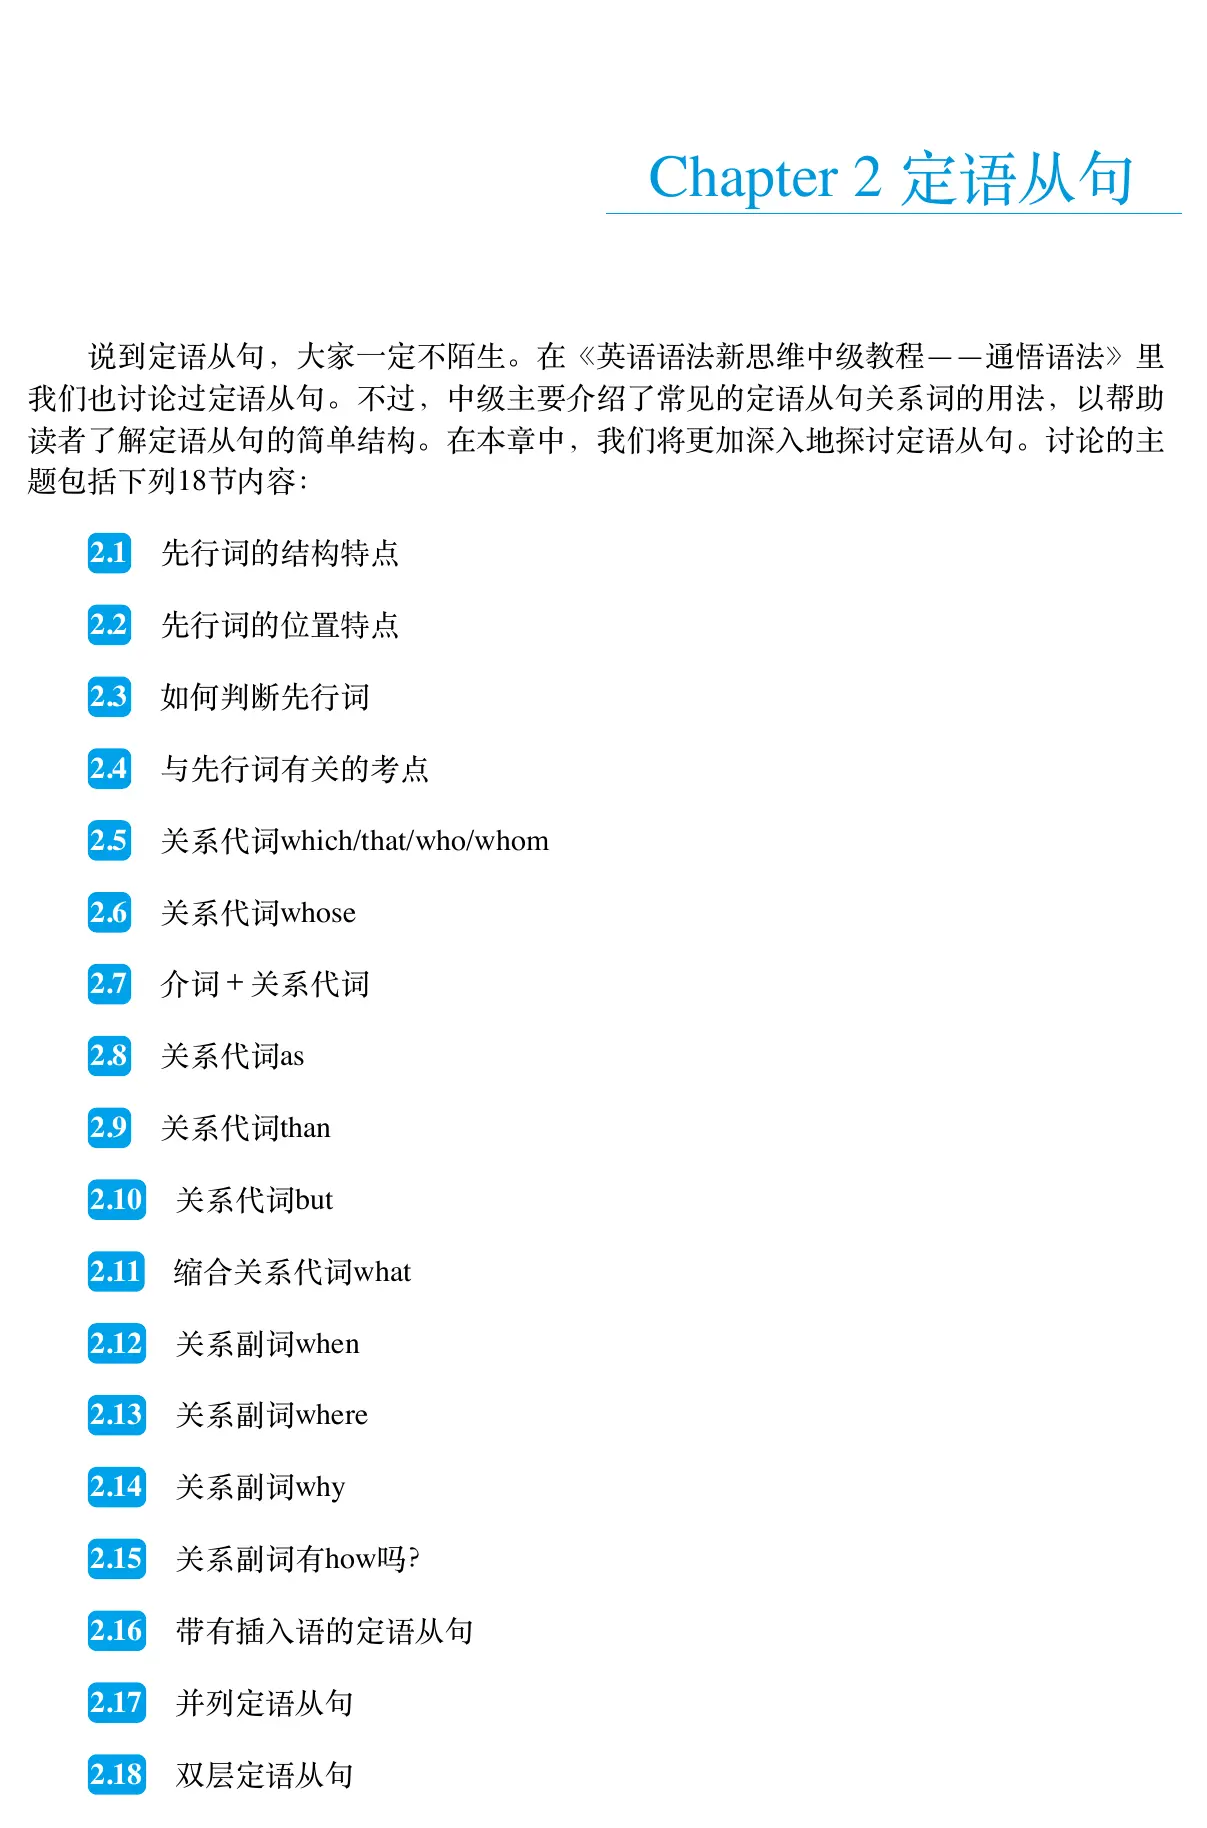 Chapter 2 定语从句
说到定语从句，大家一定不陌生。在《英语语法新思维中级教程——通悟语法》里
我们也讨论过定语从句。不过，中级主要介绍了常见的定语从句关系词的用法，以帮助
读者了解定语从句的简单结构。在本章中，我们将更加深入地探讨定语从句。讨论的主
题包括下列18节内容：
2.1 先行词的结构特点
2.2 先行词的位置特点
2.3 如何判断先行词
2.4 与先行词有关的考点
2.5 关系代词which/that/who/whom
2.6 关系代词whose
2.7 介词＋关系代词
2.8 关系代词as
2.9 关系代词than
2.10 关系代词but
2.11 缩合关系代词what
2.12 关系副词when
2.13 关系副词where
2.14 关系副词why
2.15 关系副词有how吗？
2.16 带有插入语的定语从句
2.17 并列定语从句
2.18 双层定语从句